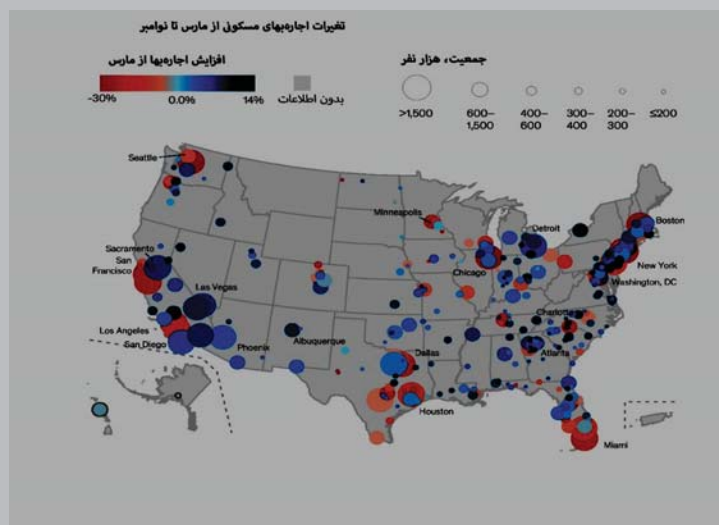 تغیرات اجاره‌بهای مسکونی از مارس تا نوامبر
افزایش اجاره‌بها از مارس
-30%
0.0%
14%
بدون اطلاعات
جمعیت، هزار نفر
>1,500
600–
1,500
400–
600
300–
400
200–
300
≤200
Seattle
Minneapolis
Boston
Detroit
Sacramento
San
Francisco
Chicago
New York
Las Vegas
Washington, DC
Charlotte
Los Angeles
San Diego
Phoenix
Albuquerque
Dallas
Atlanta
Houston
Miami